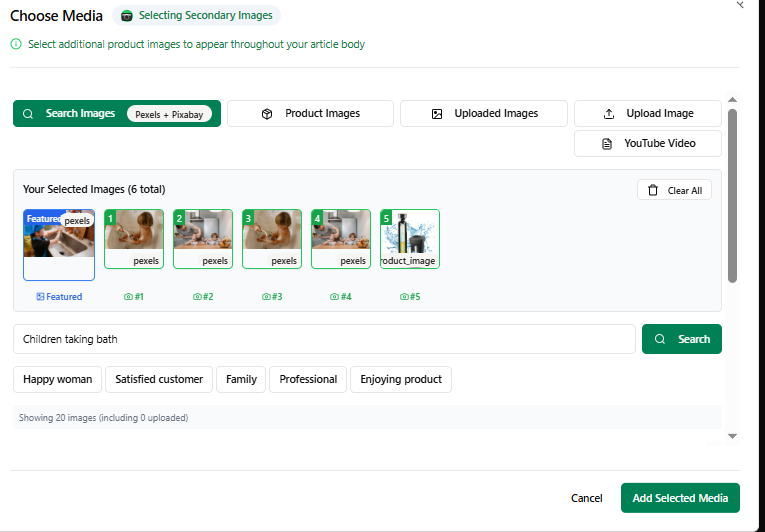 Choose Media
Selecting Secondary Images
Select additional product images to appear throughout your article body
Search Images
Pexels + Pixabay
Product Images
Uploaded Images
Upload Image
YouTube Video
Your Selected Images (6 total)
Clear All
Featured
pexels
1
pexels
2
pexels
3
pexels
4
pexels
5
roduct_image
Featured
#1
#2
#3
#4
#5
Children taking bath
Search
Happy woman
Satisfied customer
Family
Professional
Enjoying product
Showing 20 images (including 0 uploaded)
Cancel
Add Selected Media